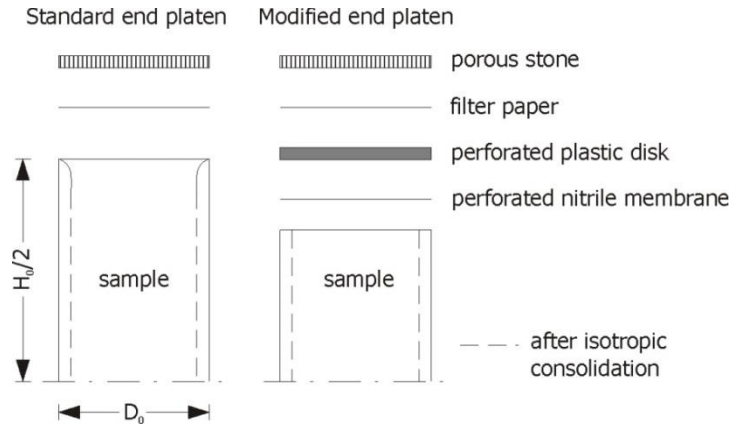 Standard end platen
Modified end platen
porous stone
filter paper
perforated plastic disk
perforated nitrile membrane
H₀/2
sample
sample
after isotropic
consolidation
D₀